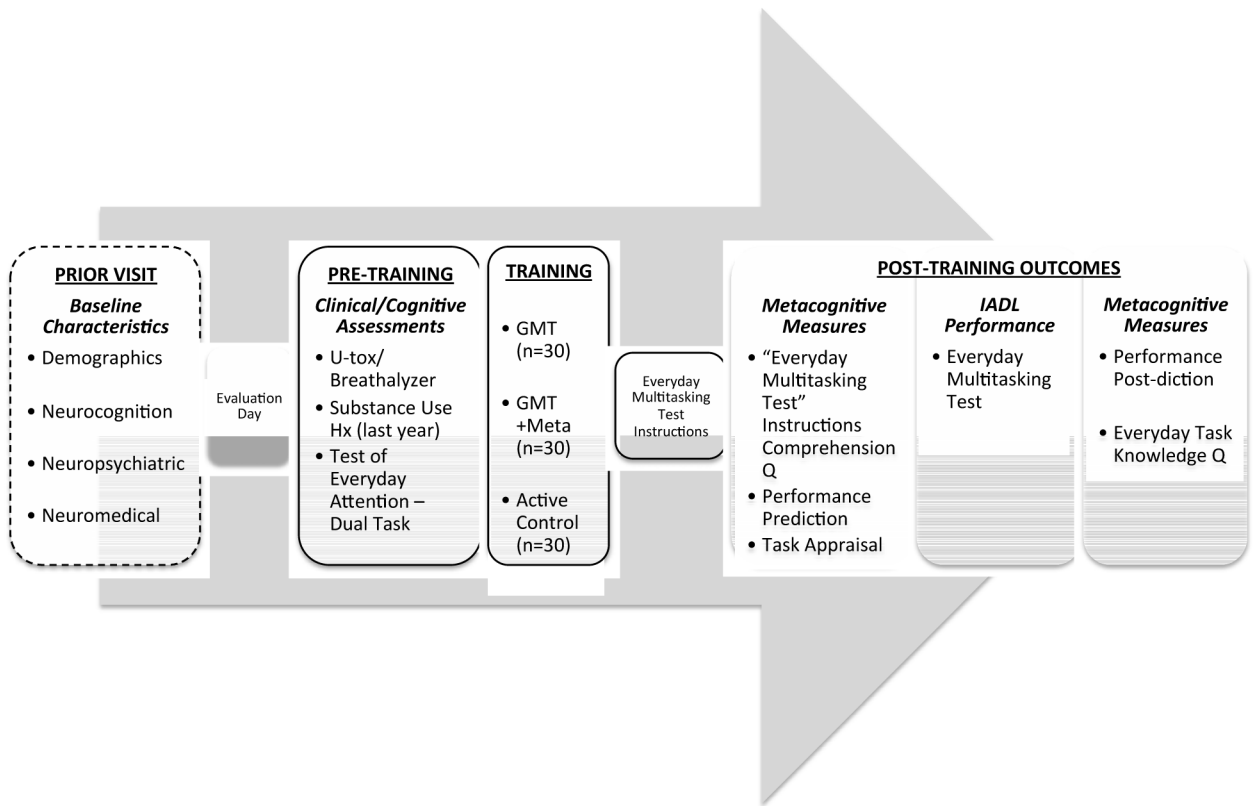 PRIOR VISIT
Baseline
Characteristics
• Demographics
• Neurocognition
• Neuropsychiatric
• Neuromedical
Evaluation
Day
PRE-TRAINING
Clinical/Cognitive
Assessments
• U-tox/
Breathalyzer
• Substance Use
Hx (last year)
• Test of
Everyday
Attention –
Dual Task
TRAINING
• GMT
(n=30)
• GMT
+Meta
(n=30)
• Active
Control
(n=30)
Everyday
Multitasking
Test
Instructions
POST-TRAINING OUTCOMES
Metacognitive
Measures
• “Everyday
Multitasking
Test”
Instructions
Comprehension
Q
• Performance
Prediction
• Task Appraisal
IADL
Performance
• Everyday
Multitasking
Test
Metacognitive
Measures
• Performance
Post-diction
• Everyday Task
Knowledge Q